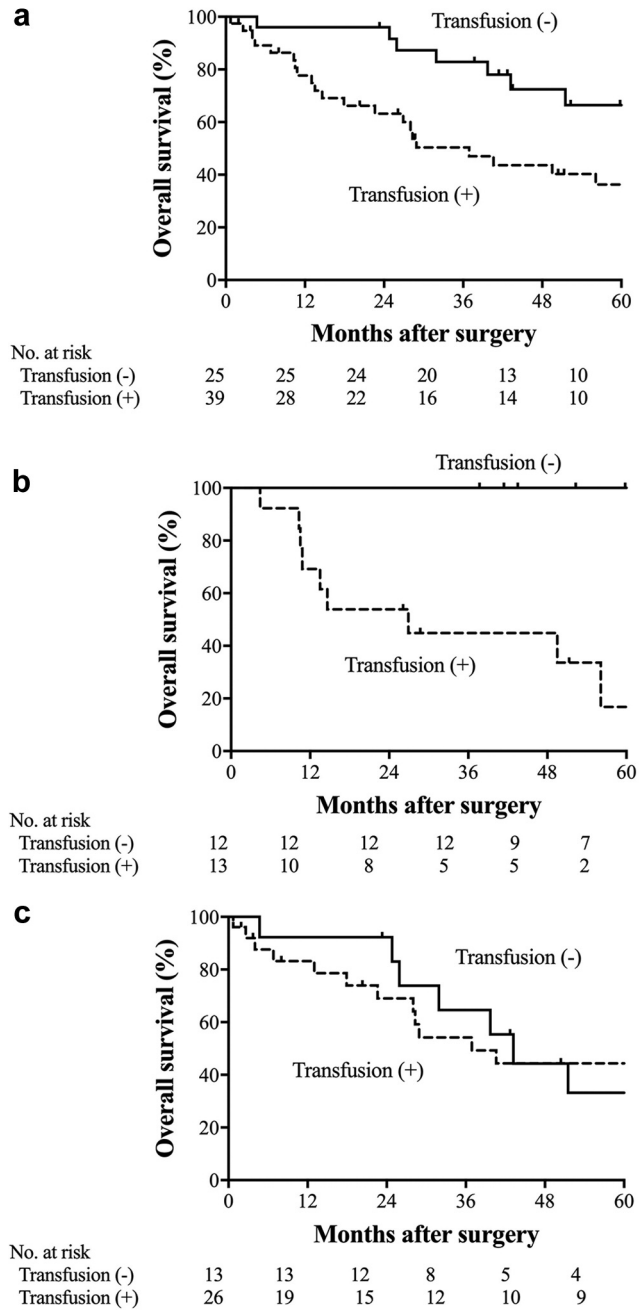 a
Transfusion (-)
100
80
60
40
20
0
Overall survival (%)
Transfusion (+)
0 12 24 36 48 60
Months after surgery
No. at risk
Transfusion (-) 25 25 24 20 13 10
Transfusion (+) 39 28 22 16 14 10
b
Transfusion (-)
100
80
60
40
20
0
Overall survival (%)
Transfusion (+)
0 12 24 36 48 60
Months after surgery
No. at risk
Transfusion (-) 12 12 12 12 9 7
Transfusion (+) 13 10 8 5 5 2
c
100
80
60
40
20
0
Overall survival (%)
Transfusion (-)
Transfusion (+)
0 12 24 36 48 60
Months after surgery
No. at risk
Transfusion (-) 13 13 12 8 5 4
Transfusion (+) 26 19 15 12 10 9